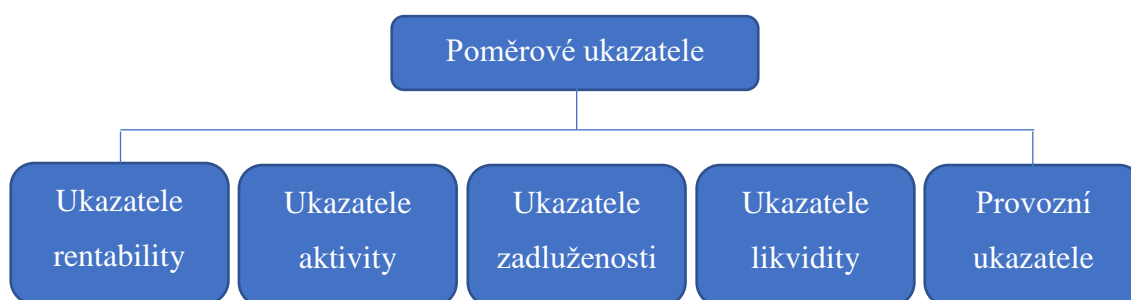 Poměrové ukazatele
Ukazatele
rentability
Ukazatele
aktivity
Ukazatele
zadluženosti
Ukazatele
likvidity
Provozní
ukazatele